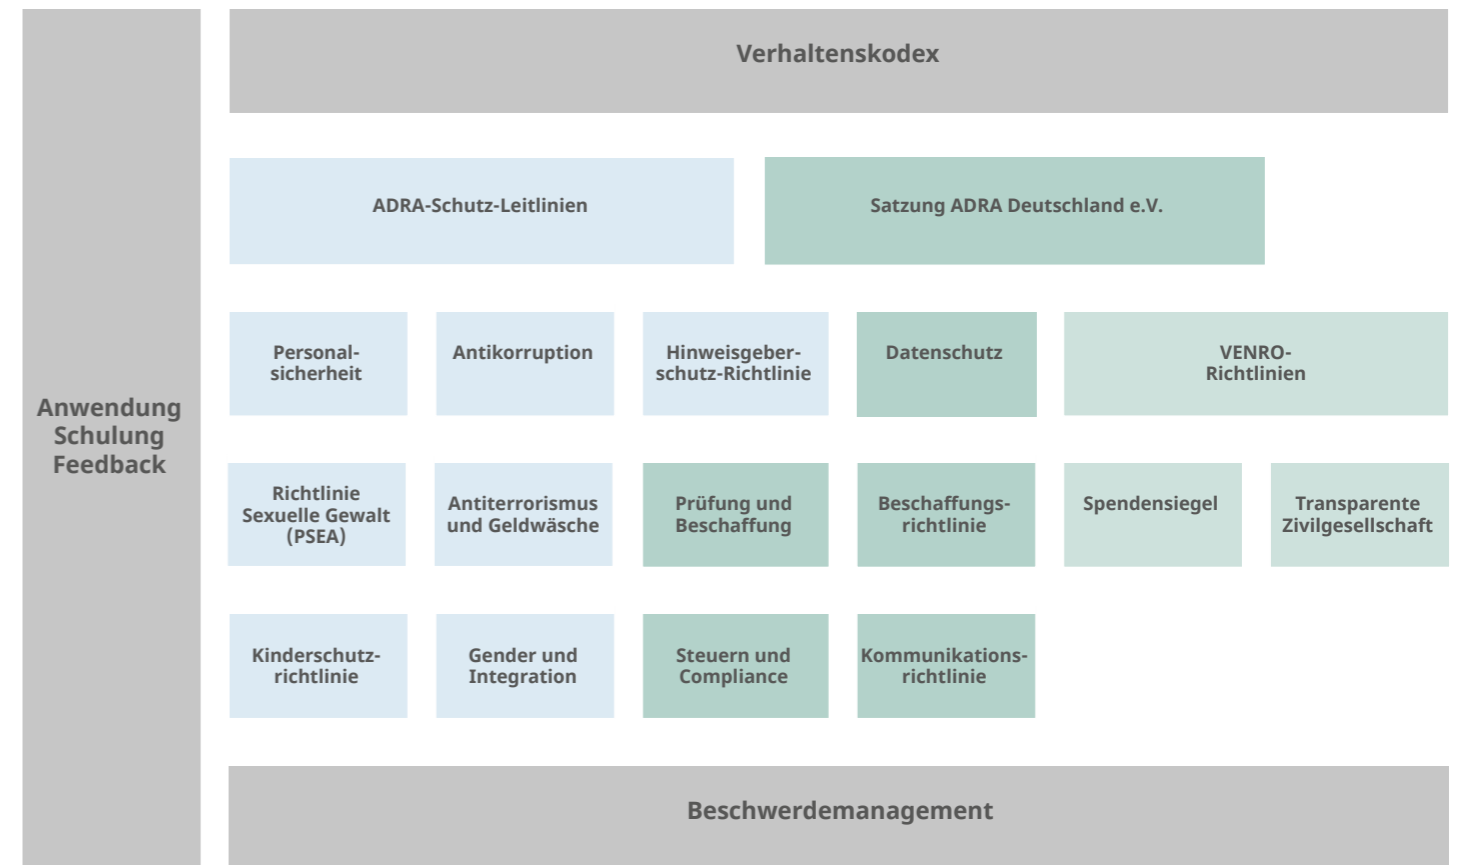 Verhaltenskodex
ADRA-Schutz-Leitlinien
Satzung ADRA Deutschland e.V.
Personal-
sicherheit
Antikorruption
Hinweisgeber-
schutz-Richtlinie
Datenschutz
VENRO-
Richtlinien
Anwendung
Schulung
Feedback
Richtlinie
Sexuelle Gewalt
(PSEA)
Antiterrorismus
und Geldwäsche
Prüfung und
Beschaffung
Beschaffungs-
richtlinie
Spendensiegel
Transparente
Zivilgesellschaft
Kinderschutz-
richtlinie
Gender und
Integration
Steuern und
Compliance
Kommunikations-
richtlinie
Beschwerdemanagement